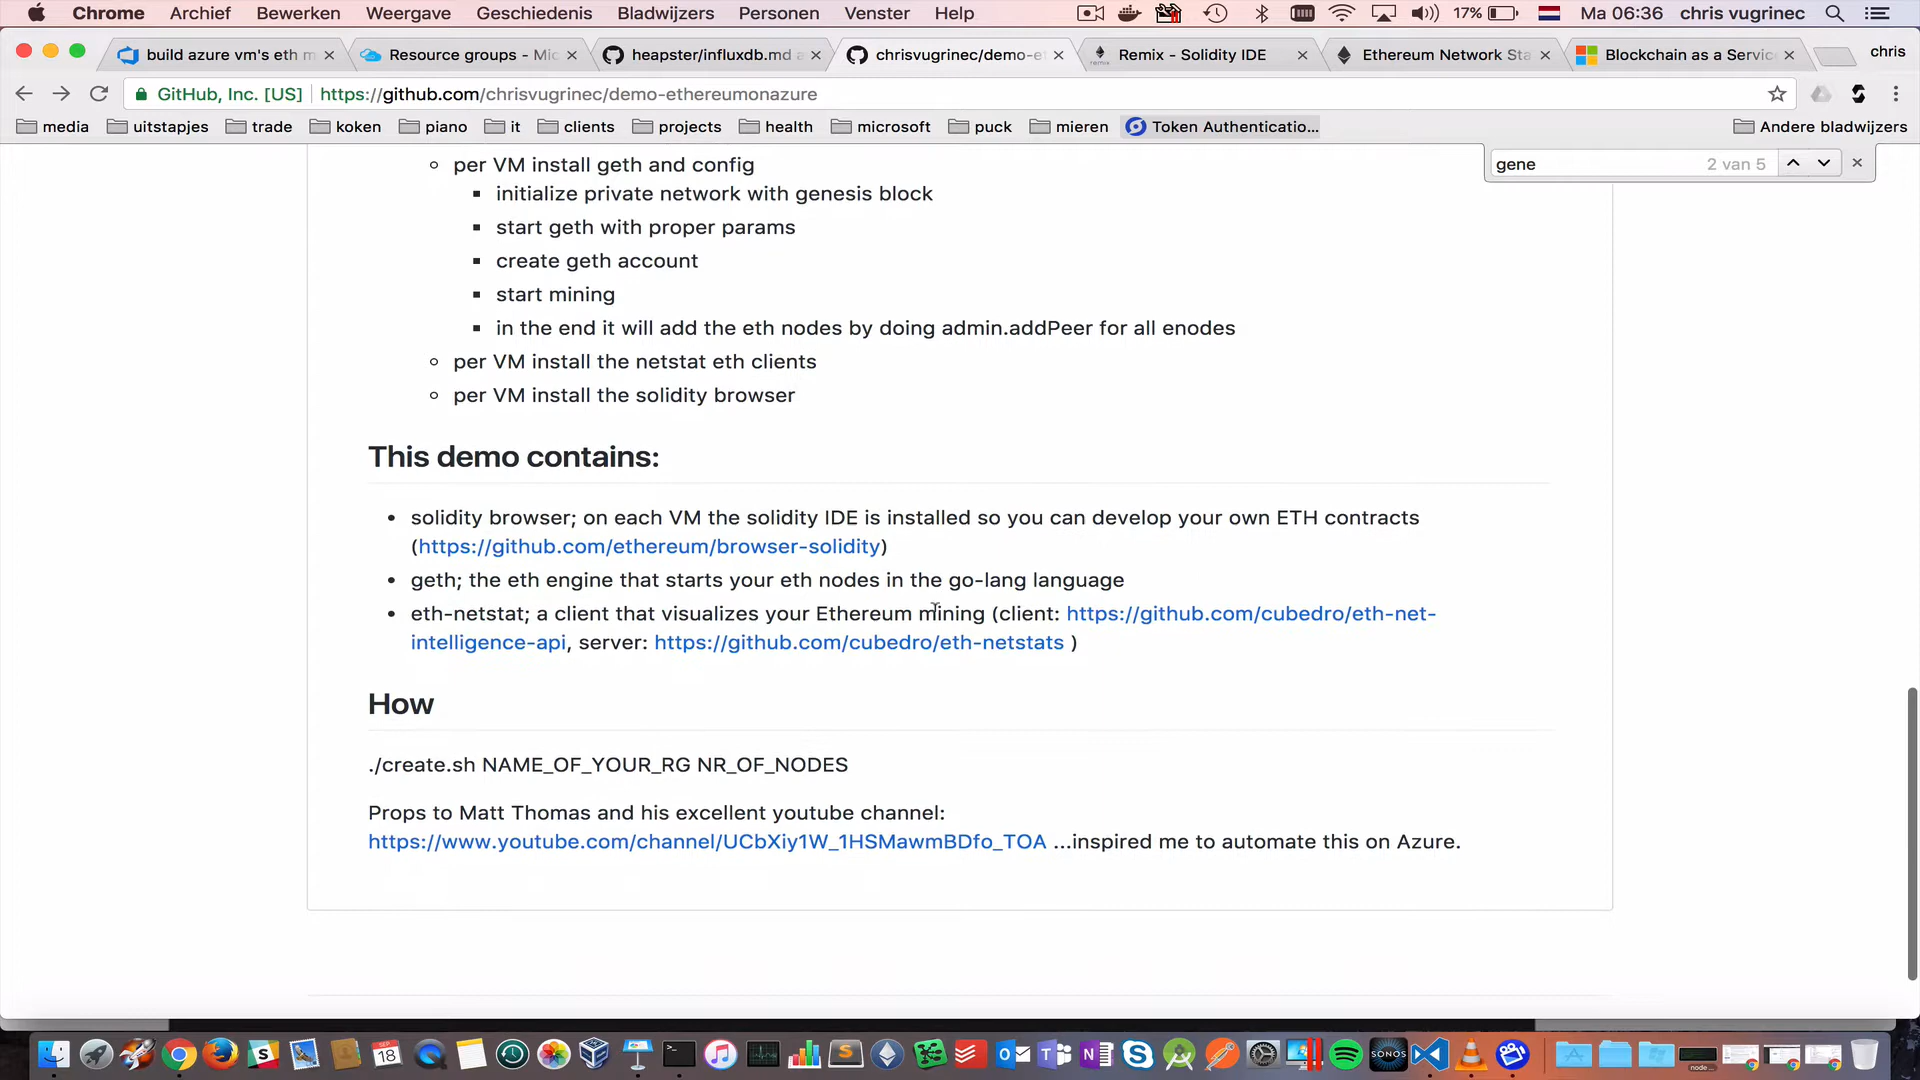 Chrome Archief Bewerken Weergave Geschiedenis Bladwijzers Personen Venster Help 17% Ma 06:36 chris vugrinec
build azure vm's eth m Resource groups - Mic heapster/influxdb.md a chrisvugrinec/demo-et Remix - Solidity IDE Ethereum Network Sta Blockchain as a Servic chris
GitHub, Inc. [US] https://github.com/chrisvugrinec/demo-ethereumonazure
media uitstapjes trade koken piano it clients projects health microsoft puck mieren Token Authenticatio... Andere bladwijzers
gene 2 van 5
per VM install geth and config
initialize private network with genesis block
start geth with proper params
create geth account
start mining
in the end it will add the eth nodes by doing admin.addPeer for all enodes
per VM install the netstat eth clients
per VM install the solidity browser
This demo contains:
solidity browser; on each VM the solidity IDE is installed so you can develop your own ETH contracts
(https://github.com/ethereum/browser-solidity)
geth; the eth engine that starts your eth nodes in the go-lang language
eth-netstat; a client that visualizes your Ethereum mining (client: https://github.com/cubedro/eth-net-
intelligence-api, server: https://github.com/cubedro/eth-netstats )
How
./create.sh NAME_OF_YOUR_RG NR_OF_NODES
Props to Matt Thomas and his excellent youtube channel:
https://www.youtube.com/channel/UCbXiy1W_1HSMawmBDfo_TOA ...inspired me to automate this on Azure.
SEP
18
SONOS